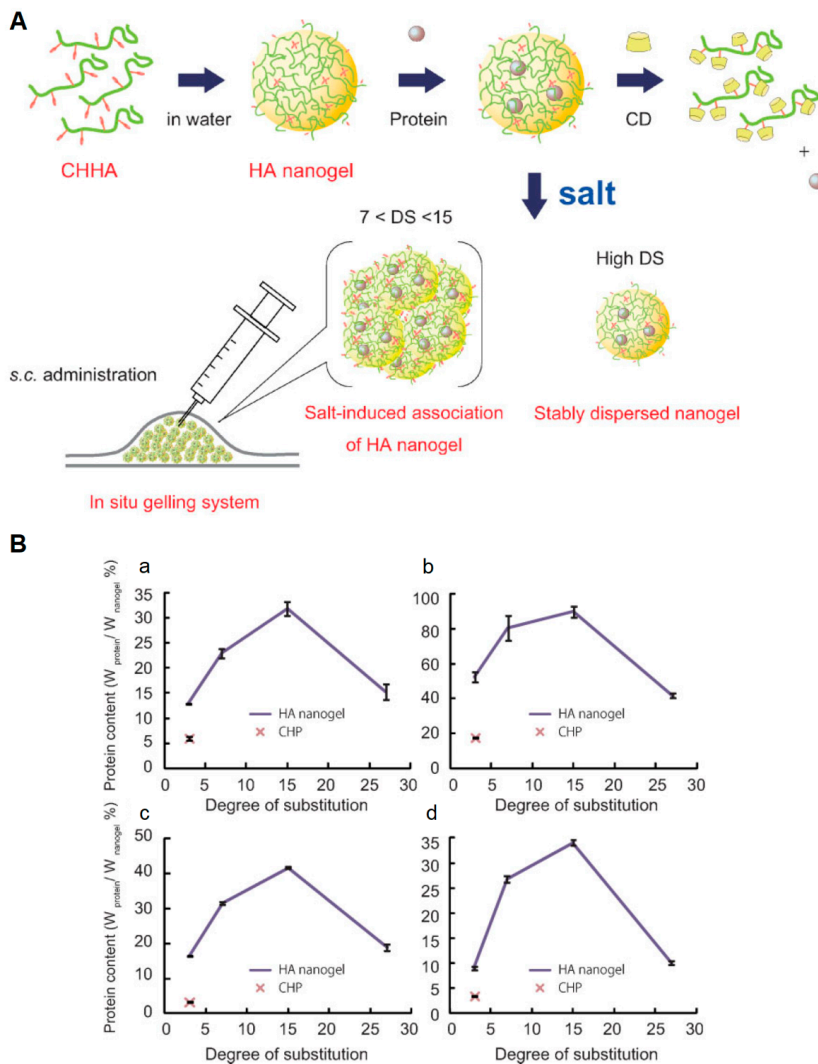 A
in water
Protein
CD
+
CHHA
HA nanogel
salt
7 < DS <15
High DS
s.c. administration
Salt-induced association
of HA nanogel
Stably dispersed nanogel
In situ gelling system
B
a
Protein content (W protein/ W nanogel %)
35
30
25
20
15
10
5
0
HA nanogel
CHP
0 5 10 15 20 25 30
Degree of substitution
b
100
80
60
40
20
0
HA nanogel
CHP
0 5 10 15 20 25 30
Degree of substitution
c
Protein content (W protein/ W nanogel %)
50
40
30
20
10
0
HA nanogel
CHP
0 5 10 15 20 25 30
Degree of substitution
d
35
30
25
20
15
10
5
0
HA nanogel
CHP
0 5 10 15 20 25 30
Degree of substitution